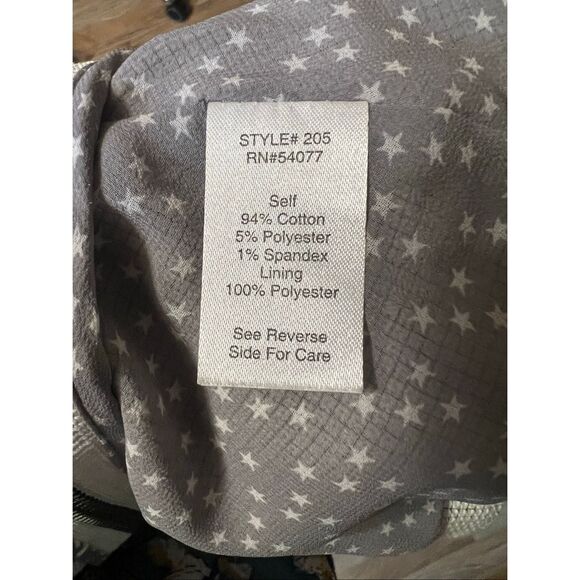 STYLE# 205
RN#54077
Self
94% Cotton
5% Polyester
1% Spandex
Lining
100% Polyester
See Reverse
Side For Care